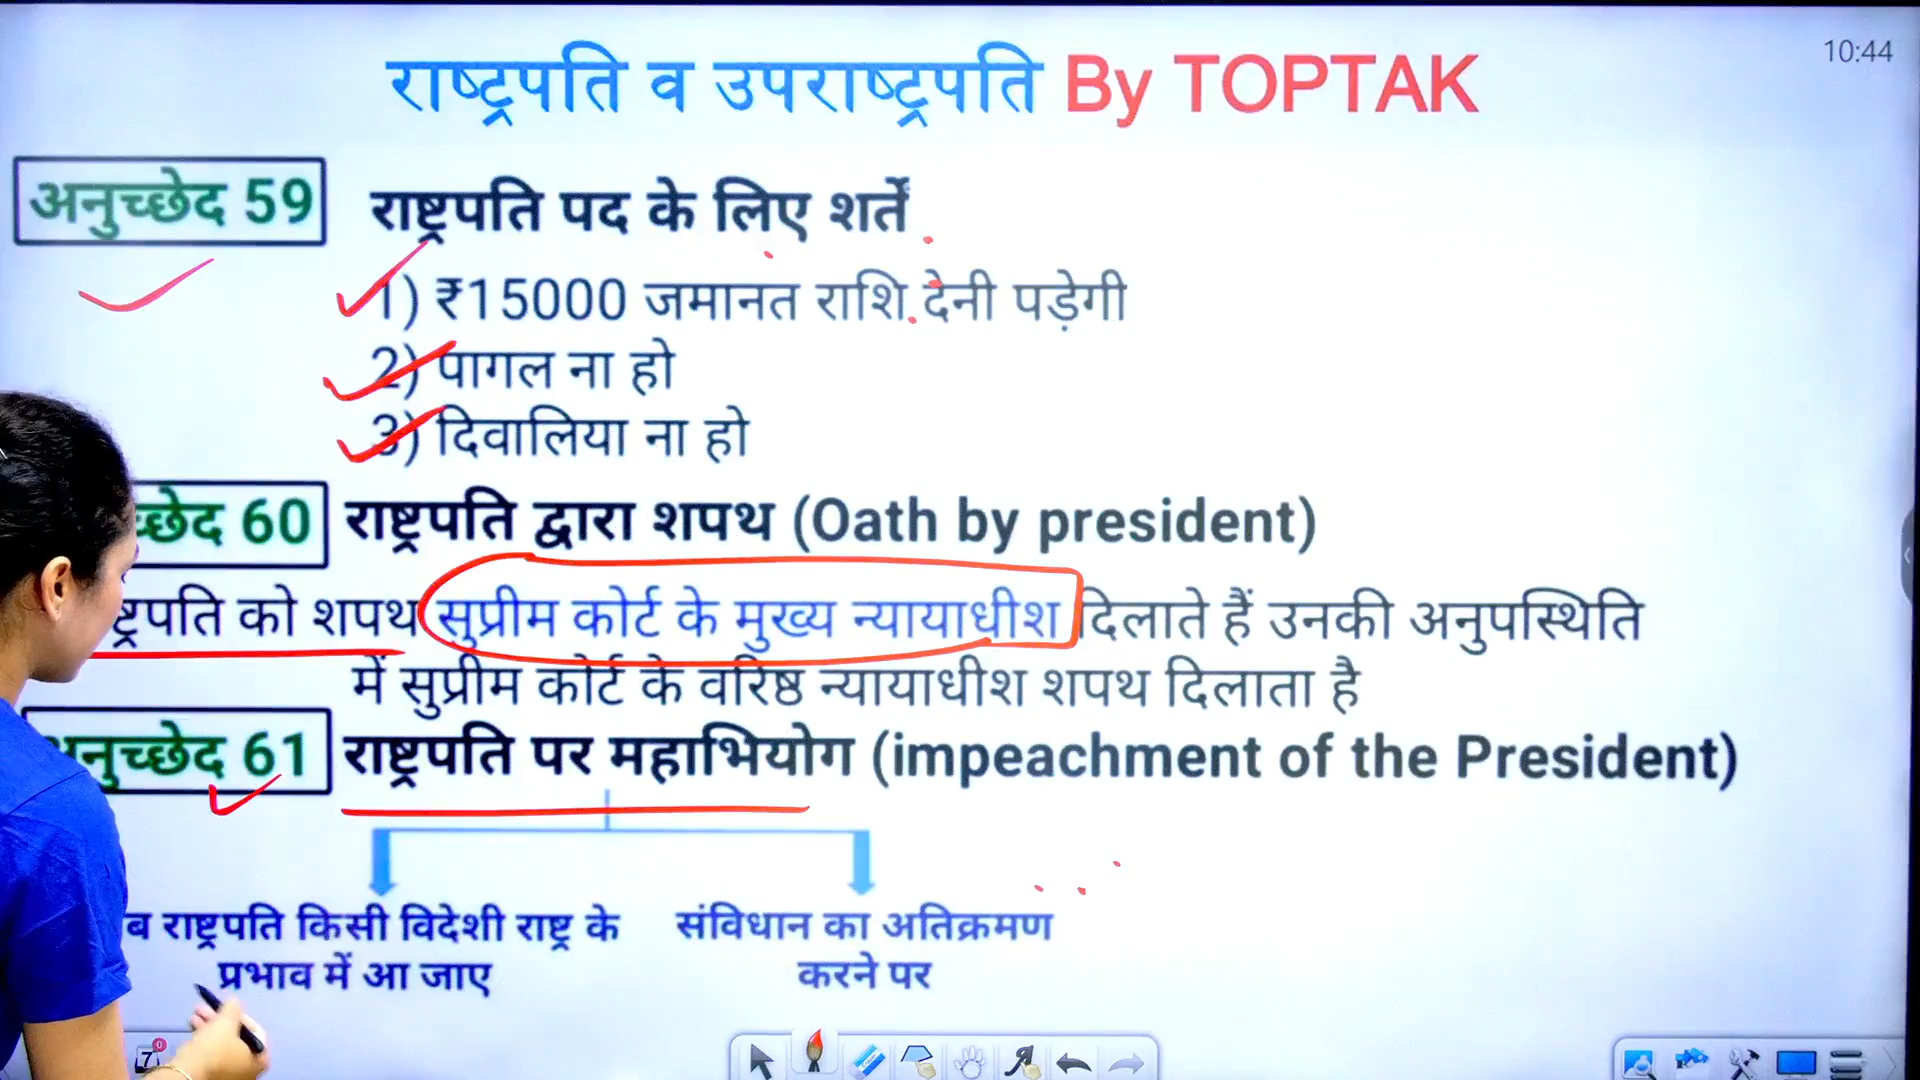 10:44
राष्ट्रपति व उपराष्ट्रपति By TOPTAK
अनुच्छेद 59 राष्ट्रपति पद के लिए शर्तें
1) ₹15000 जमानत राशि देनी पड़ेगी
2) पागल ना हो
3) दिवालिया ना हो
च्छेद 60 राष्ट्रपति द्वारा शपथ (Oath by president)
ट्रपति को शपथ सुप्रीम कोर्ट के मुख्य न्यायाधीश दिलाते हैं उनकी अनुपस्थिति
में सुप्रीम कोर्ट के वरिष्ठ न्यायाधीश शपथ दिलाता है
नुच्छेद 61 राष्ट्रपति पर महाभियोग (impeachment of the President)
ब राष्ट्रपति किसी विदेशी राष्ट्र के
प्रभाव में आ जाए
संविधान का अतिक्रमण
करने पर
7 0